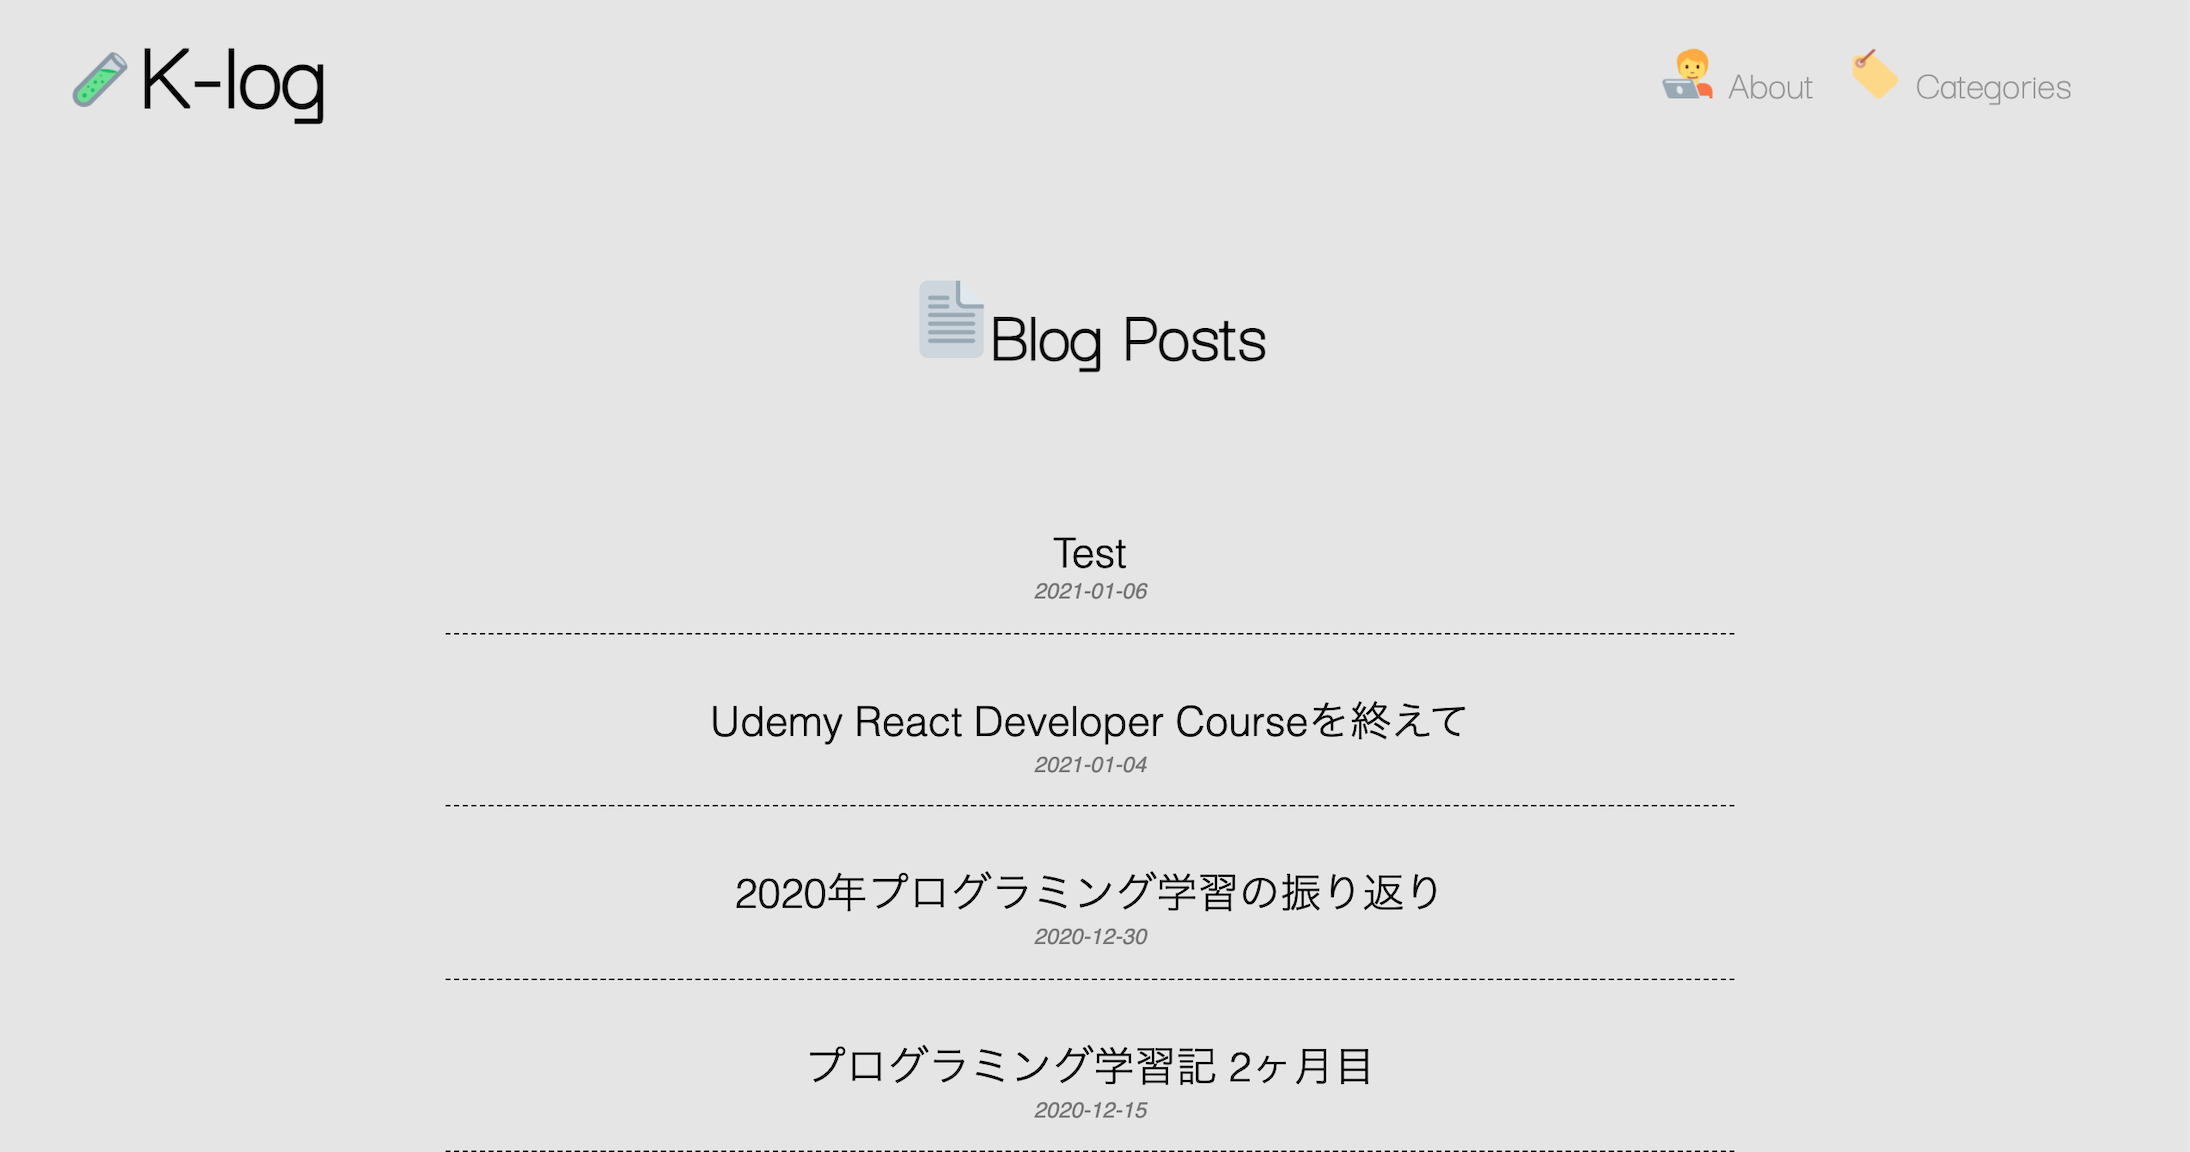 K-log
About
Categories
Blog Posts
Test
2021-01-06
Udemy React Developer Courseを終えて
2021-01-04
2020年プログラミング学習の振り返り
2020-12-30
プログラミング学習記 2ヶ月目
2020-12-15